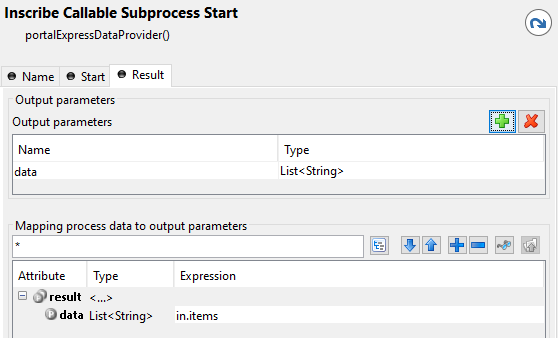 Inscribe Callable Subprocess Start
portalExpressDataProvider()
Name
Start
Result
Output parameters
Output parameters
Name Type
data List<String>
Mapping process data to output parameters
*
Attribute Type Expression
result <...>
data List<String> in.items